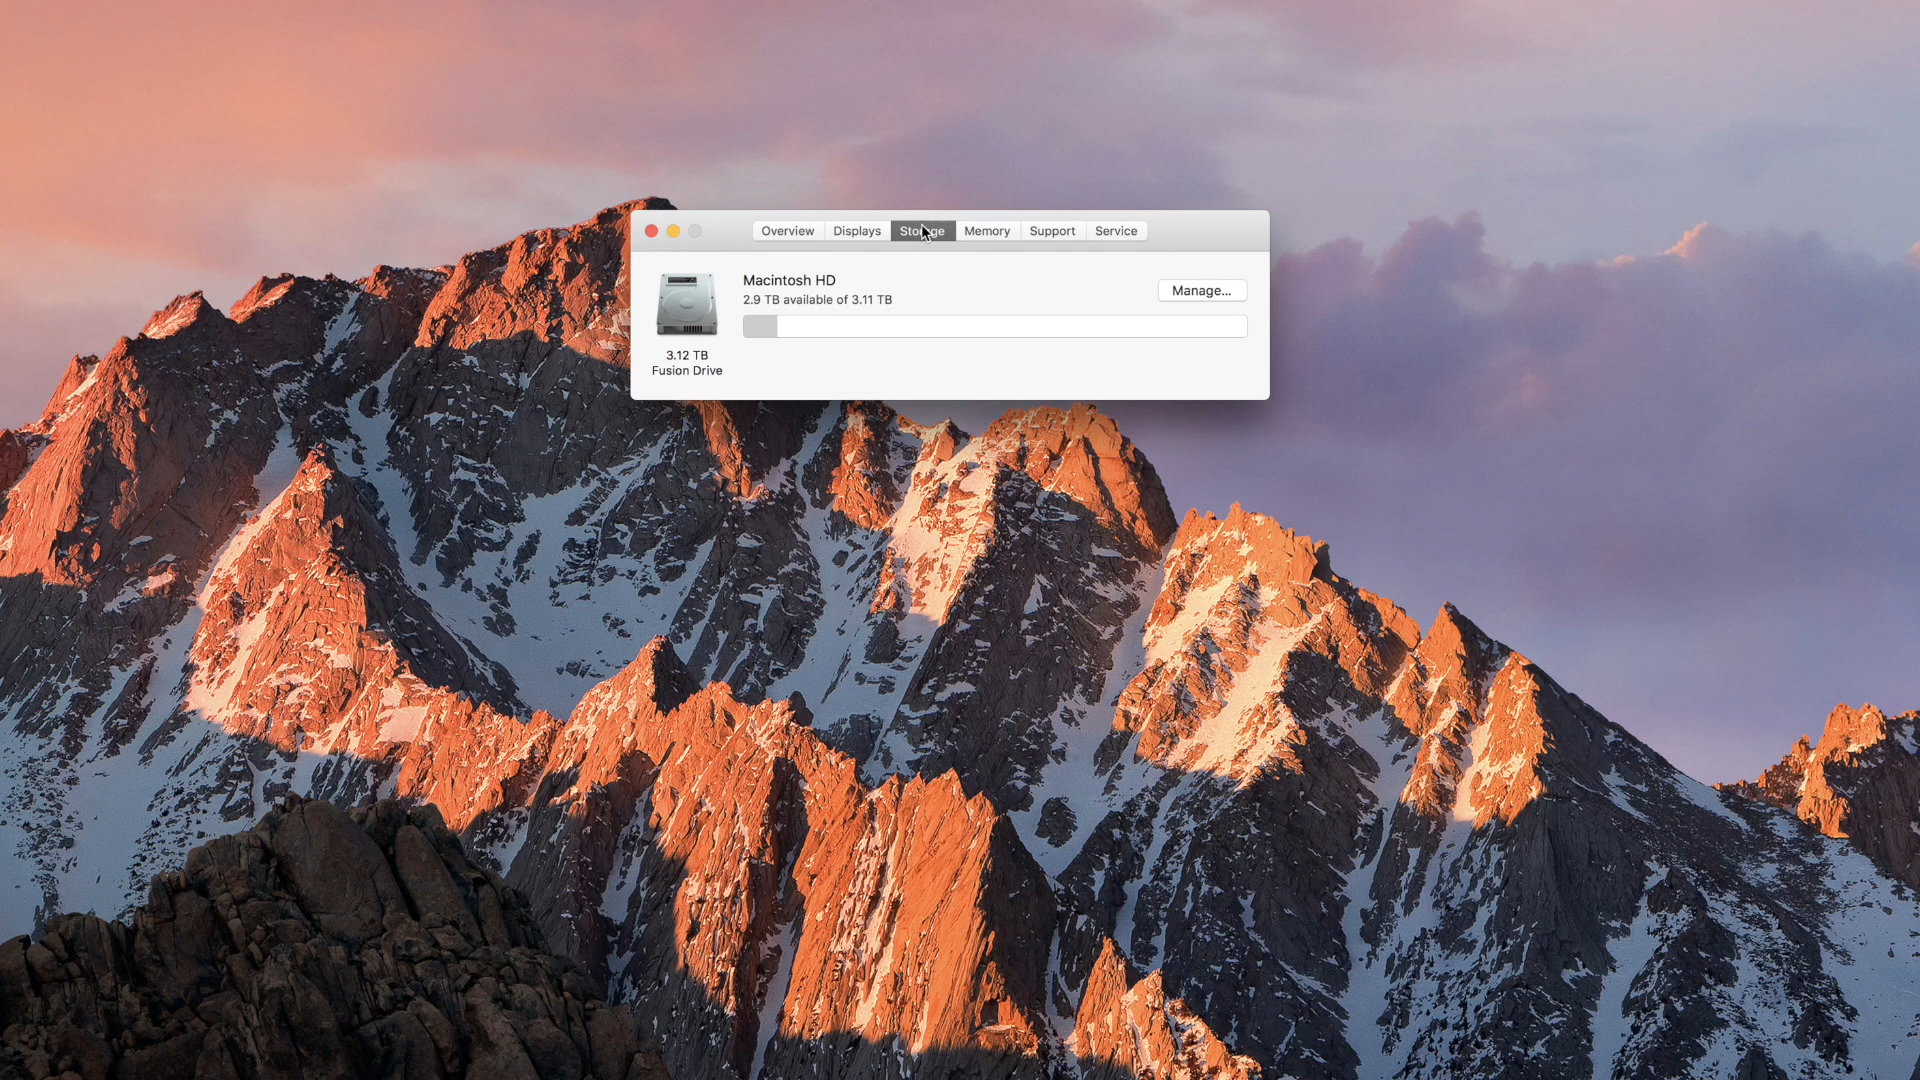 Overview Displays Storage Memory Support Service
Macintosh HD
2.9 TB available of 3.11 TB
Manage...
3.12 TB
Fusion Drive